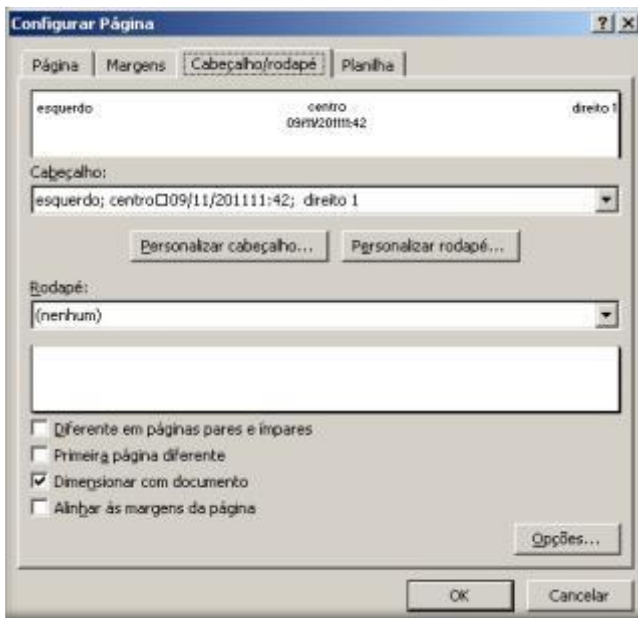 Configurar Página
Página Margens Cabeçalho/rodapé Planilha
esquerdo centro direito 1
09/11/201111:42
Cabeçalho:
esquerdo; centro□09/11/201111:42; direito 1
Personalizar cabeçalho... Personalizar rodapé...
Rodapé:
(nenhum)
Diferente em páginas pares e ímpares
Primeira página diferente
Dimensionar com documento
Alinhar às margens da página
Opções...
OK Cancelar